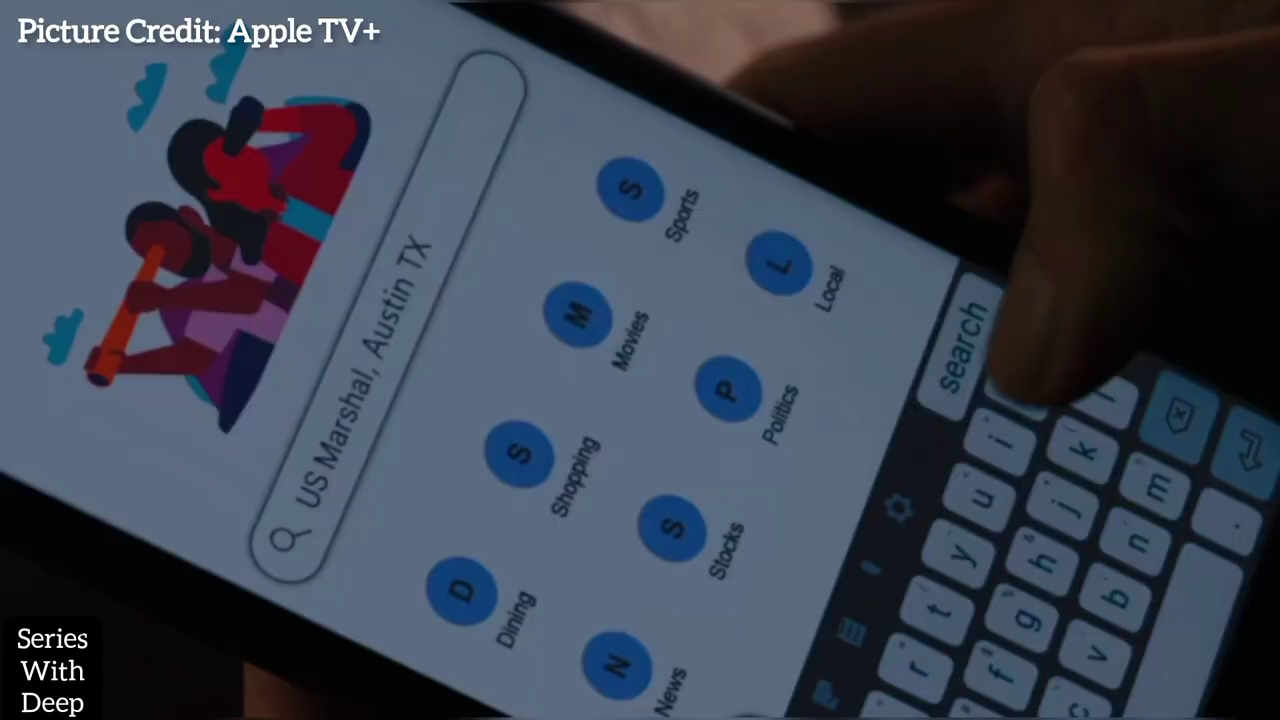 Picture Credit: Apple TV+
US Marshal, Austin TX
Dining
D
Shopping
S
Movies
M
Sports
S
News
N
Stocks
S
Politics
P
Local
L
search
r t y u i
f g h j k l
c v b n m .
Series
With
Deep